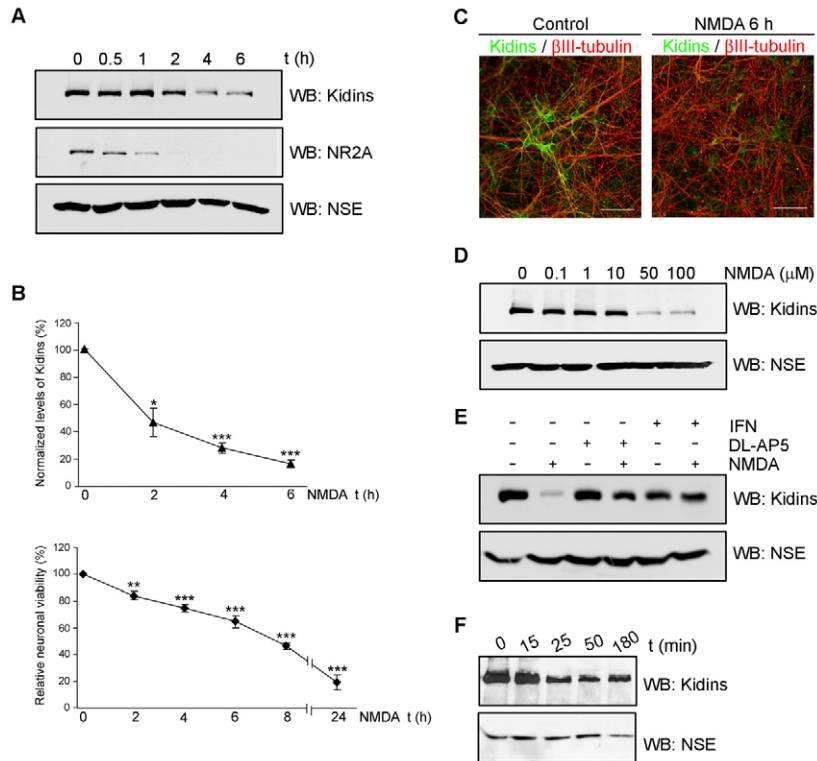 A
0 0.5 1 2 4 6 t (h)
WB: Kidins
WB: NR2A
WB: NSE
B
Normalized levels of Kidins (%)
120
100
80
60
40
20
0
* *** ***
0 2 4 6 NMDA t (h)
Relative neuronal viability (%)
120
100
80
60
40
20
0
** *** *** *** ***
0 2 4 6 8 24 NMDA t (h)
C
Control
Kidins / βIII-tubulin
NMDA 6 h
Kidins / βIII-tubulin
D
0 0.1 1 10 50 100 NMDA (μM)
WB: Kidins
WB: NSE
E
- - - - + + IFN
- - + + - - DL-AP5
- + - + - + NMDA
WB: Kidins
WB: NSE
F
0 15 25 50 180 t (min)
WB: Kidins
WB: NSE